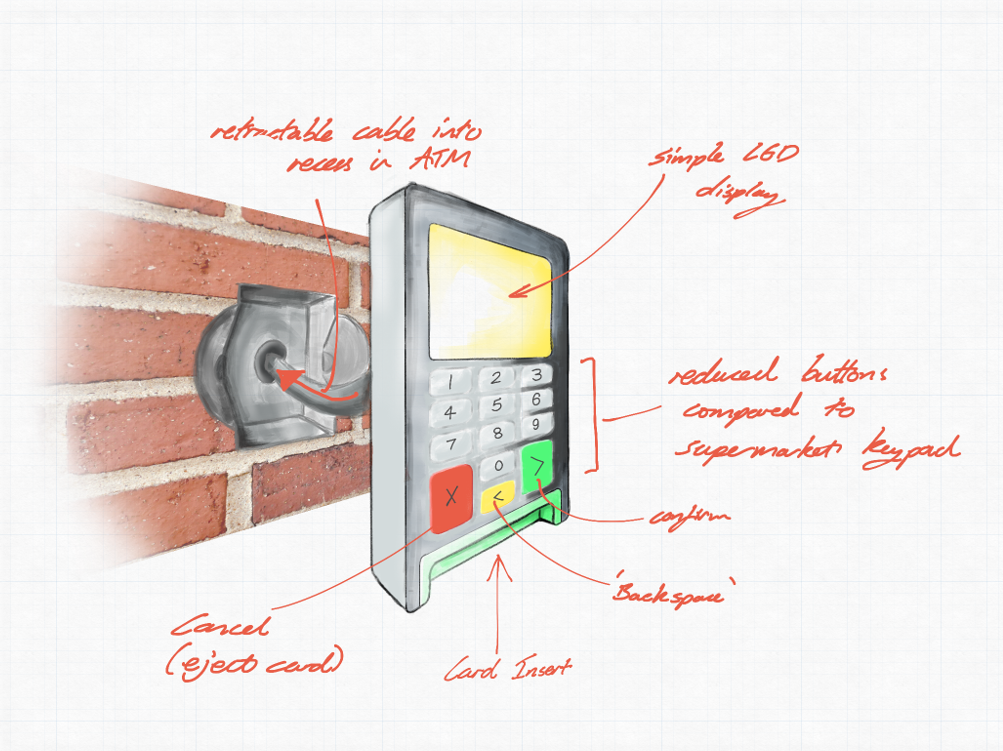 retractable cable into
recess in ATM
simple LCD
display
1 2 3
4 5 6
7 8 9
0 >
X <
reduced buttons
compared to
supermarket keypad
confirm
'Backspace'
Cancel
(eject card)
Card Insert